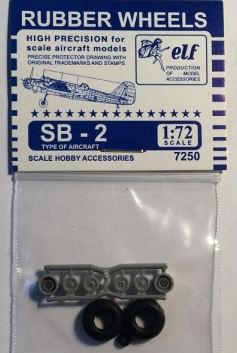 RUBBER WHEELS
HIGH PRECISION for
scale aircraft models
PRECISE PROTECTOR DRAWING WITH
ORIGINAL TRADEMARKS AND STAMPS
elf
PRODUCTION
OF MODEL
ACCESSORIES
SB - 2
TYPE OF AIRCRAFT
1:72
SCALE
SCALE HOBBY ACCESSORIES
7250